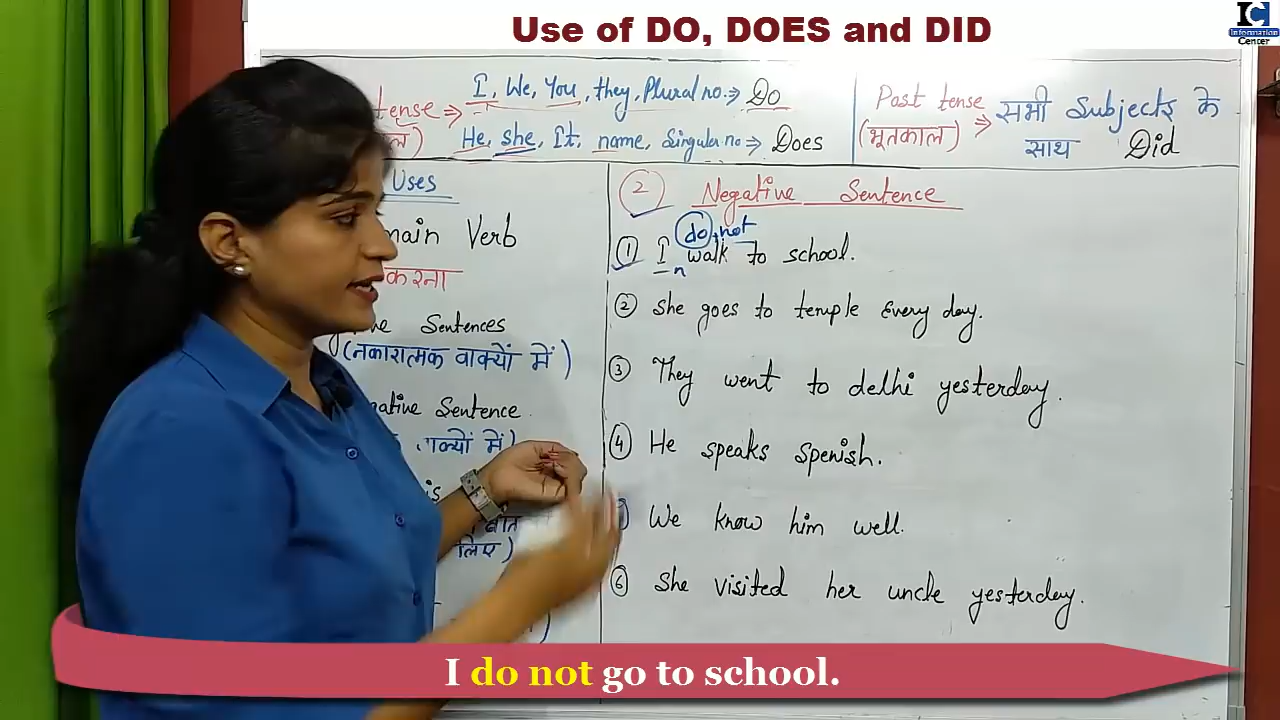 Use of DO, DOES and DID
IC
Information
Center
tense ⇒ I, We, You, they, Plural no. ⇒ Do
He, she, It, name, Singular no ⇒ Does
Past tense ⇒ सभी Subjects के
(भूतकाल) साथ Did
Uses
main Verb
करना
Sentences
(नकारात्मक वाक्यों में)
Sentence
में)
लिए)
2 Negative Sentence
do not
1 I walk to school.
n
2 She goes to temple Every day.
3 They went to delhi yesterday.
4 He speaks spenish.
We know him well.
6 She visited her uncle yesterday.
I do not go to school.